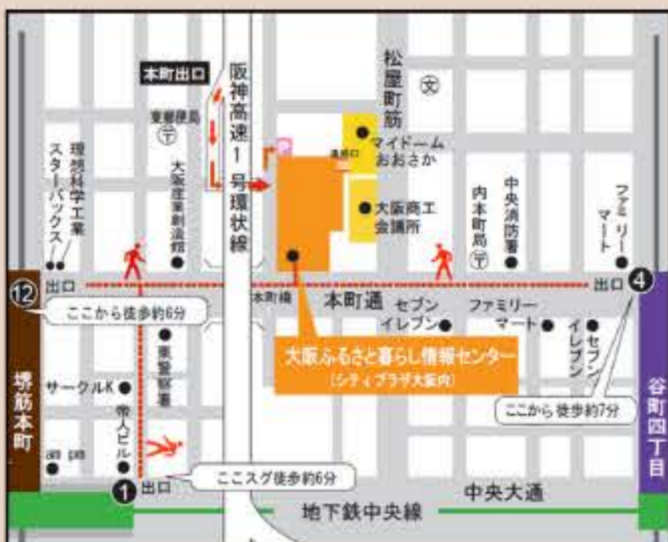 本町出口
阪神高速1号環状線
松屋町筋
文
東郵便局
〒
P
マイドーム
おおさか
理想科学工業
スターバックス
大阪産業創造館
大阪商工
会議所
内本町局
〒
中央消防署
ファミリー
マート
12
出口
ここから徒歩約6分
本町橋
本町通
出口
4
セブン
イレブン
ファミリー
マート
セブン
イレブン
大阪ふるさと暮らし情報センター
(シティプラザ大阪内)
ここから徒歩約7分
堺筋本町
谷町四丁目
東警察署
サークルK
帝人ビル
am pm
ここスグ徒歩約6分
1
出口
中央大通
地下鉄中央線